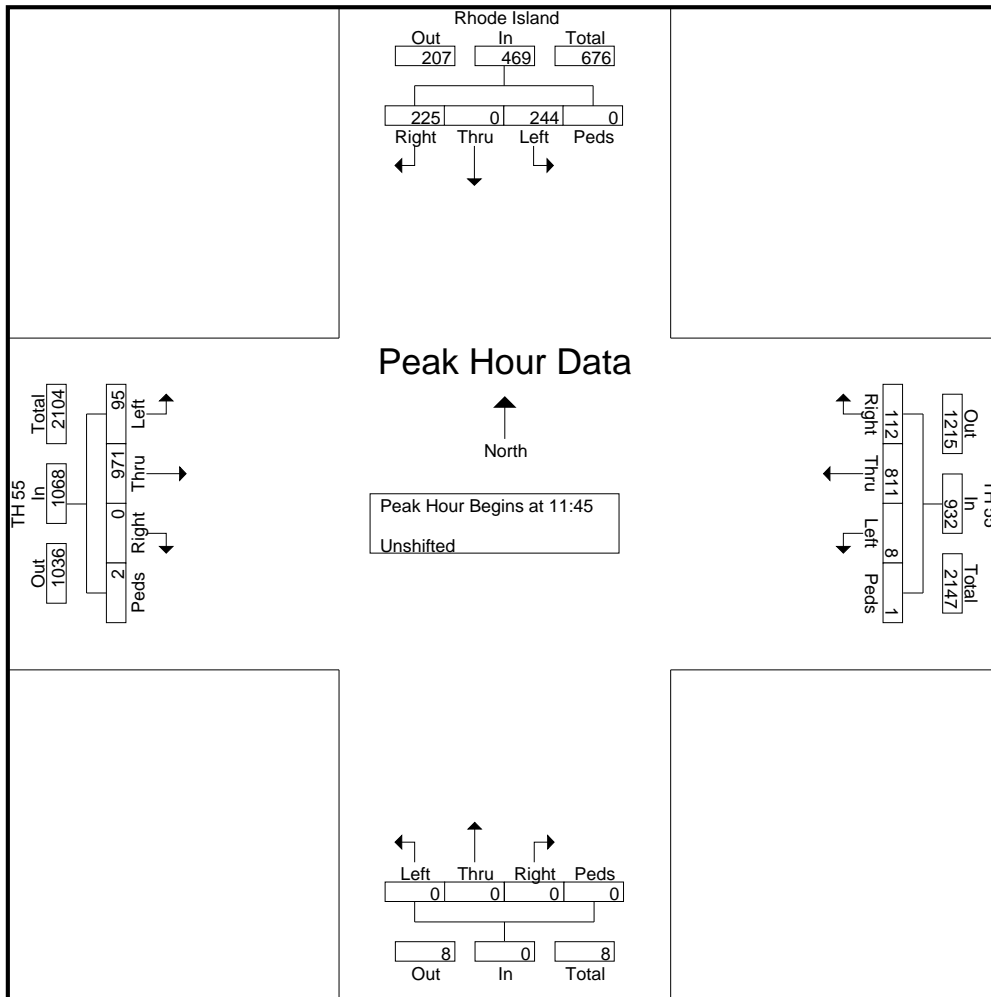 Rhode Island
Out In Total
207 469 676
225 0 244 0
Right Thru Left Peds
Peak Hour Data
North
Peak Hour Begins at 11:45
Unshifted
TH 55
Total In Out
2104 1068 1036
95 971 0 2
Left Thru Right Peds
TH 55
Out In Total
1215 932 2147
112 811 8 1
Right Thru Left Peds
Left Thru Right Peds
0 0 0 0
8 0 8
Out In Total